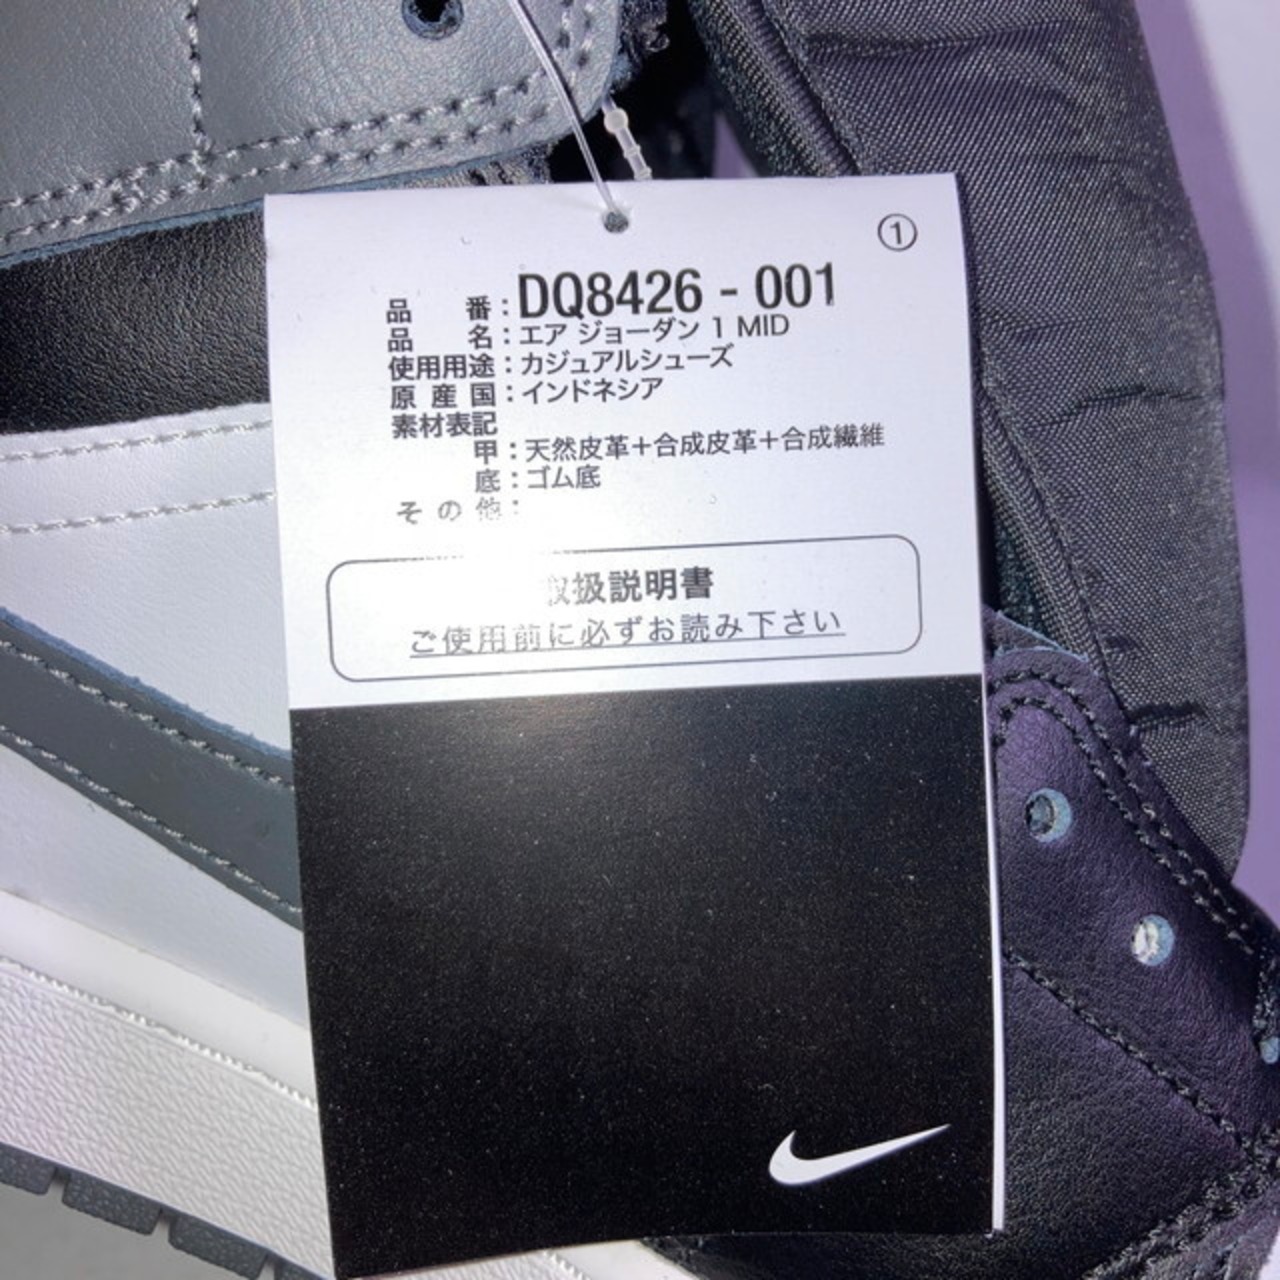 ①
品番：DQ8426 - 001
品名：エア ジョーダン 1 MID
使用用途：カジュアルシューズ
原産国：インドネシア
素材表記
甲：天然皮革＋合成皮革＋合成繊維
底：ゴム底
その他：
取扱説明書
ご使用前に必ずお読み下さい